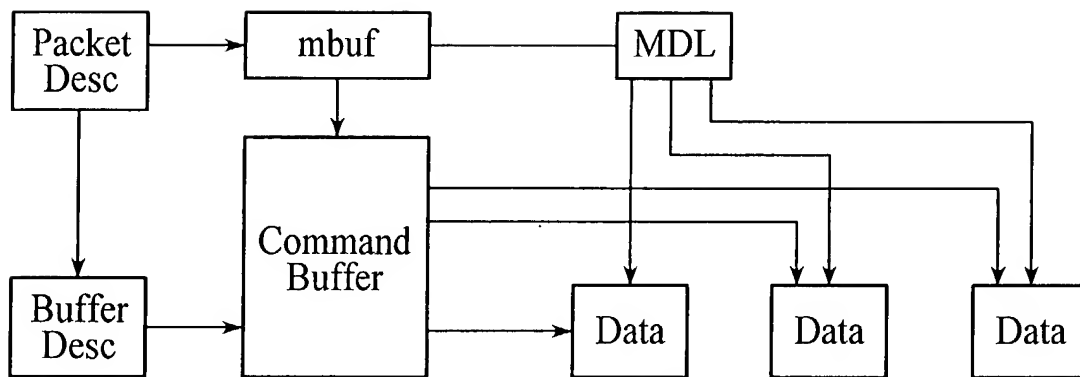 Packet
Desc
mbuf
MDL
Command
Buffer
Buffer
Desc
Data
Data
Data